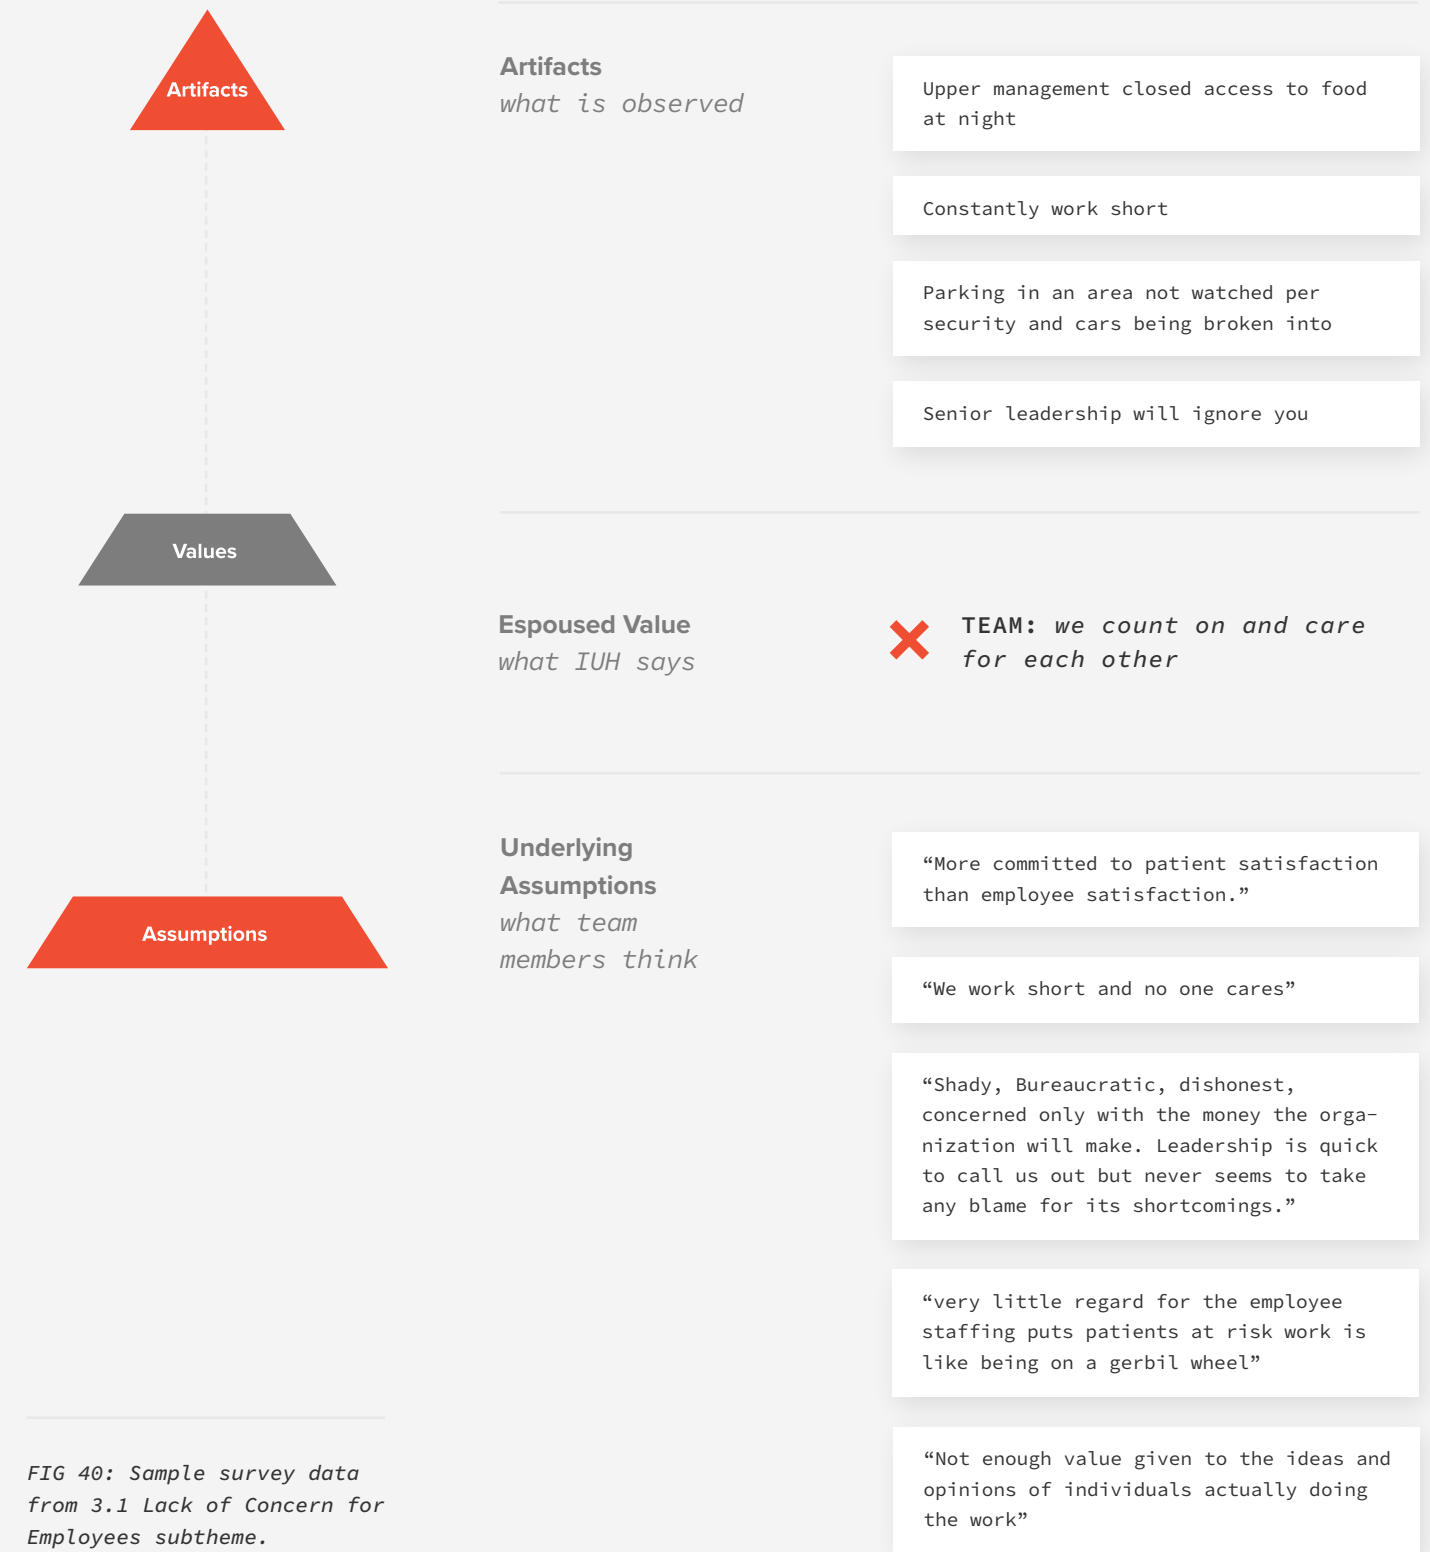 Artifacts
Artifacts
what is observed
Upper management closed access to food
at night
Constantly work short
Parking in an area not watched per
security and cars being broken into
Senior leadership will ignore you
Values
Espoused Value
what IUH says
TEAM: we count on and care
for each other
Assumptions
Underlying
Assumptions
what team
members think
“More committed to patient satisfaction
than employee satisfaction.”
“We work short and no one cares”
“Shady, Bureaucratic, dishonest,
concerned only with the money the orga-
nization will make. Leadership is quick
to call us out but never seems to take
any blame for its shortcomings.”
“very little regard for the employee
staffing puts patients at risk work is
like being on a gerbil wheel”
“Not enough value given to the ideas and
opinions of individuals actually doing
the work”
FIG 40: Sample survey data
from 3.1 Lack of Concern for
Employees subtheme.